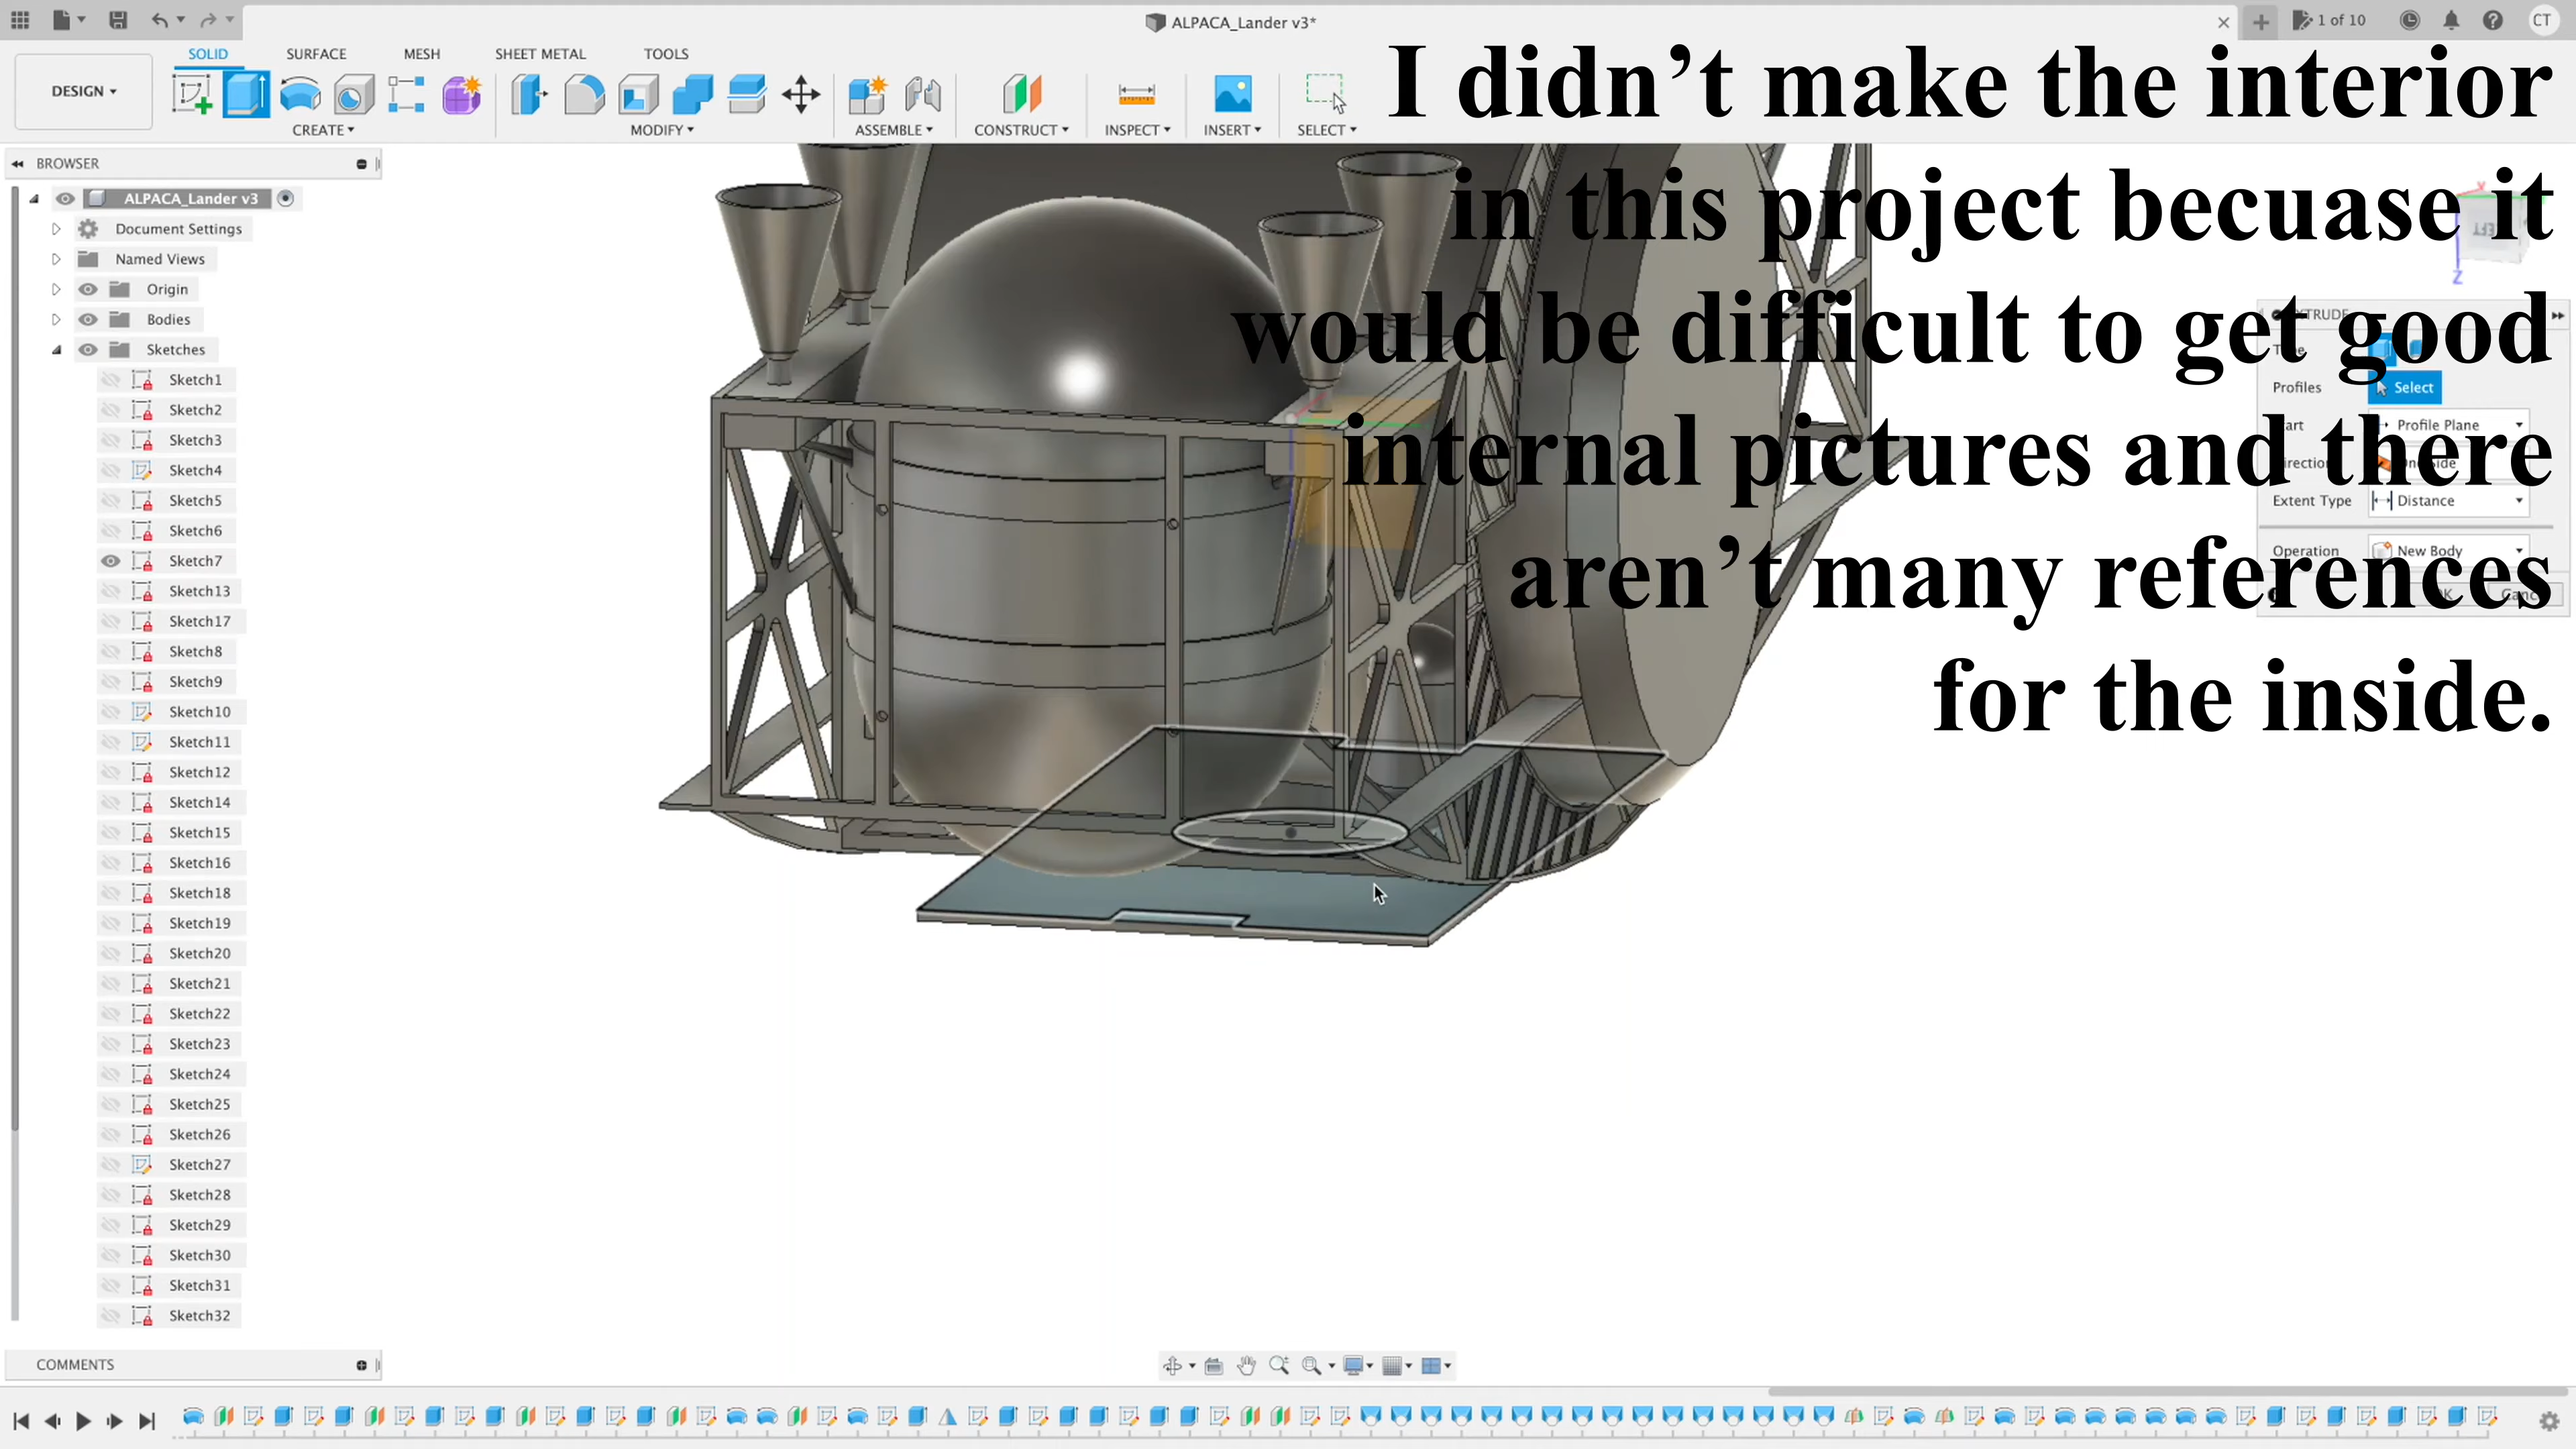 ALPACA_Lander v3*
1 of 10
CT
SOLID
SURFACE
MESH
SHEET METAL
TOOLS
DESIGN
CREATE
MODIFY
ASSEMBLE
CONSTRUCT
INSPECT
INSERT
SELECT
I didn’t make the interior
in this project becuase it
would be difficult to get good
internal pictures and there
aren’t many references
for the inside.
BROWSER
ALPACA_Lander v3
Document Settings
Named Views
Origin
Bodies
Sketches
Sketch1
Sketch2
Sketch3
Sketch4
Sketch5
Sketch6
Sketch7
Sketch13
Sketch17
Sketch8
Sketch9
Sketch10
Sketch11
Sketch12
Sketch14
Sketch15
Sketch16
Sketch18
Sketch19
Sketch20
Sketch21
Sketch22
Sketch23
Sketch24
Sketch25
Sketch26
Sketch27
Sketch28
Sketch29
Sketch30
Sketch31
Sketch32
LEFT
Z
Profiles
Select
Profile Plane
Extent Type
Distance
Operation
New Body
COMMENTS